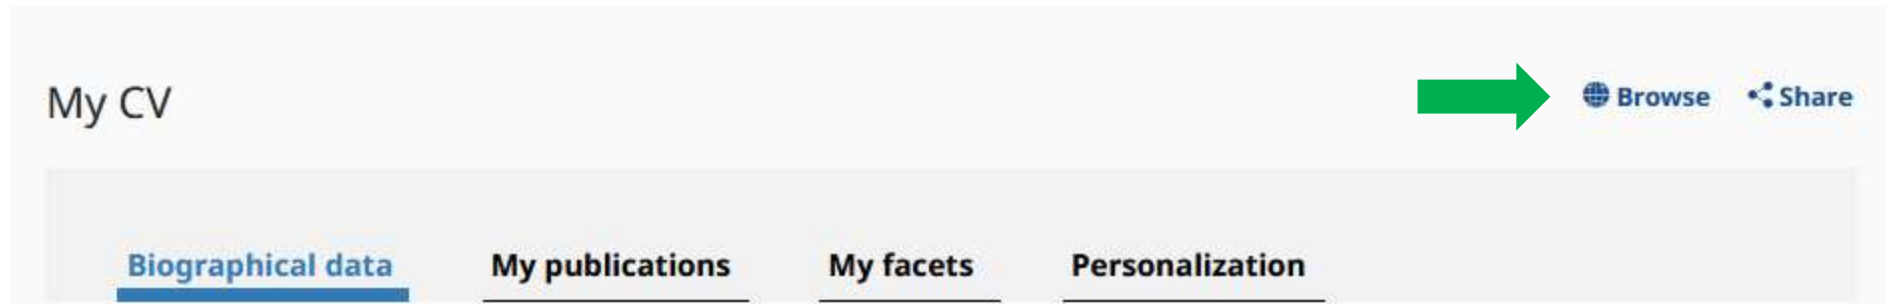 My CV
Browse Share
Biographical data My publications My facets Personalization